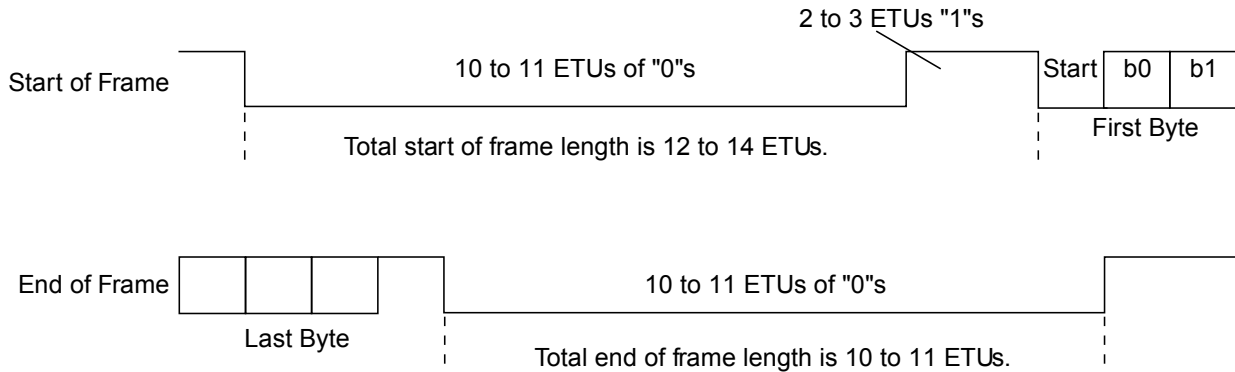 2 to 3 ETUs "1"s
Start of Frame
10 to 11 ETUs of "0"s
Start
b0
b1
First Byte
Total start of frame length is 12 to 14 ETUs.
End of Frame
10 to 11 ETUs of "0"s
Last Byte
Total end of frame length is 10 to 11 ETUs.